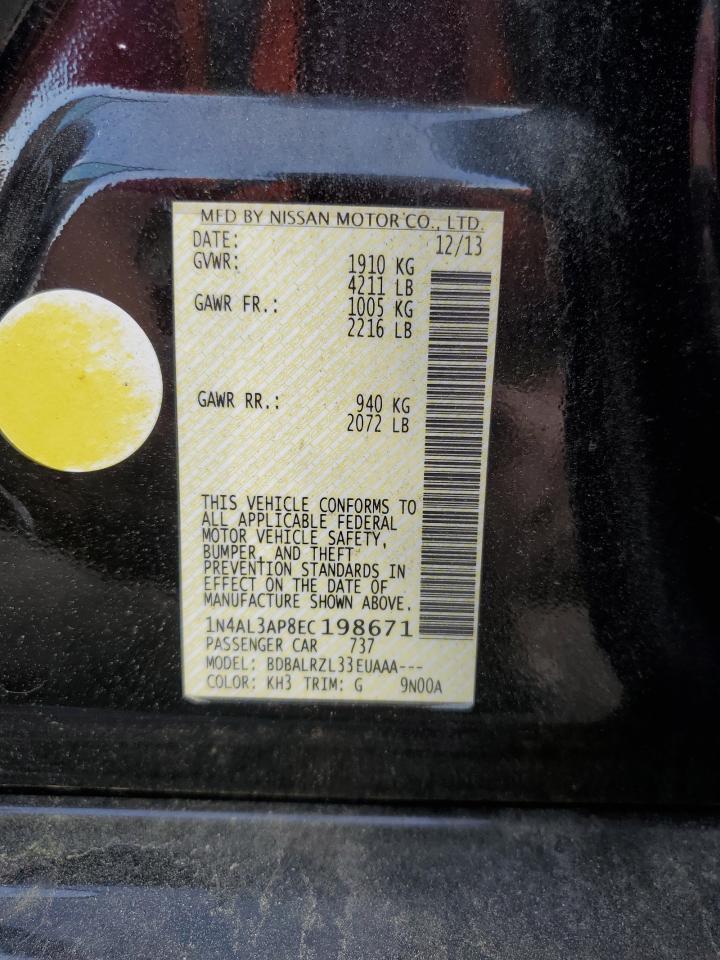 MFD BY NISSAN MOTOR CO., LTD.
DATE: 12/13
GVWR: 1910 KG
4211 LB
GAWR FR.: 1005 KG
2216 LB
GAWR RR.: 940 KG
2072 LB
THIS VEHICLE CONFORMS TO
ALL APPLICABLE FEDERAL
MOTOR VEHICLE SAFETY,
BUMPER, AND THEFT
PREVENTION STANDARDS IN
EFFECT ON THE DATE OF
MANUFACTURE SHOWN ABOVE.
1N4AL3AP8EC198671
PASSENGER CAR 737
MODEL: BDBALRZL33EUAAA---
COLOR: KH3 TRIM: G 9N00A